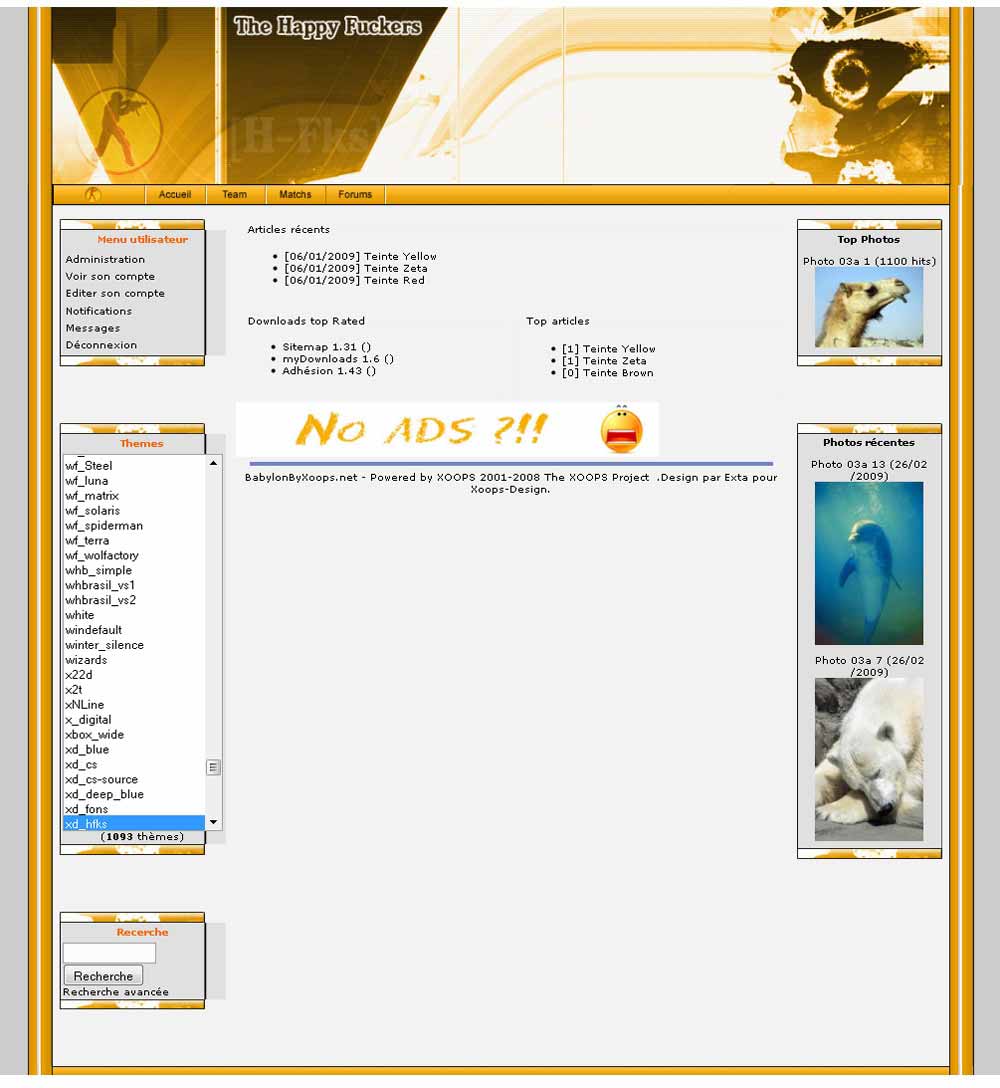 The Happy Fuckers
[H-Fks]
Accueil Team Matchs Forums
Menu utilisateur
Administration
Voir son compte
Editer son compte
Notifications
Messages
Déconnexion
Themes
wf_Steel
wf_luna
wf_matrix
wf_solaris
wf_spiderman
wf_terra
wf_wolfactory
whb_simple
whbrasil_vs1
whbrasil_vs2
white
windefault
winter_silence
wizards
x22d
x2t
xNLine
x_digital
xbox_wide
xd_blue
xd_cs
xd_cs-source
xd_deep_blue
xd_fons
xd_hfks
(1093 thèmes)
Recerche
Recherche
Recherche avancée
Articles récents
[06/01/2009] Teinte Yellow
[06/01/2009] Teinte Zeta
[06/01/2009] Teinte Red
Downloads top Rated
Sitemap 1.31 ()
myDownloads 1.6 ()
Adhésion 1.43 ()
Top articles
[1] Teinte Yellow
[1] Teinte Zeta
[0] Teinte Brown
No ADS ?!!
BabylonByXoops.net - Powered by XOOPS 2001-2008 The XOOPS Project .Design par Exta pour
Xoops-Design.
Top Photos
Photo 03a 1 (1100 hits)
Photos récentes
Photo 03a 13 (26/02
/2009)
Photo 03a 7 (26/02
/2009)